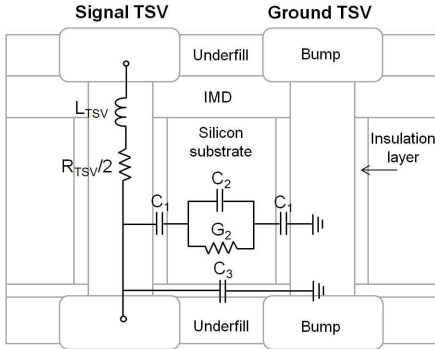 Signal TSV
Ground TSV
Underfill
Bump
L_TSV
IMD
Silicon
substrate
Insulation
layer
R_TSV/2
C_2
C_1
C_1
G_2
C_3
Underfill
Bump